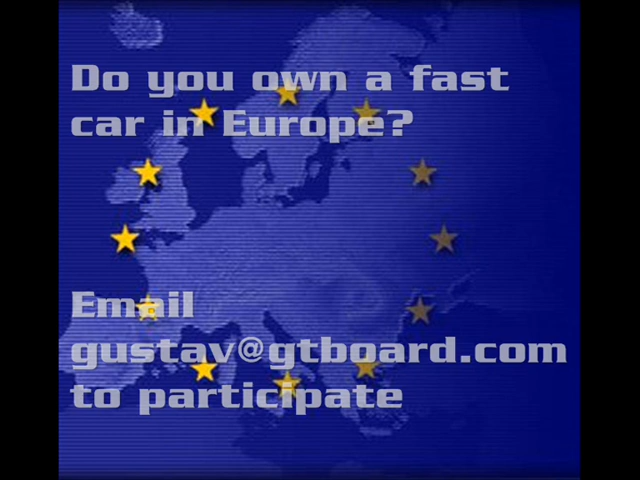 Do you own a fast
car in Europe?
Email
gustav@gtboard.com
to participate